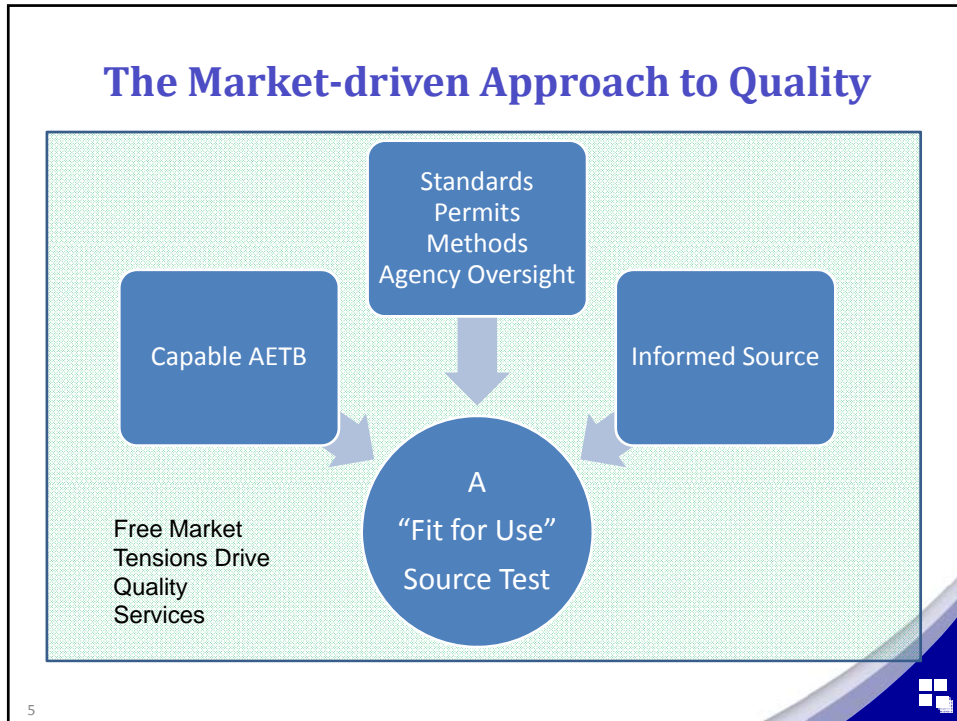 The Market-driven Approach to Quality
Standards
Permits
Methods
Agency Oversight
Capable AETB
Informed Source
A
“Fit for Use”
Source Test
Free Market
Tensions Drive
Quality
Services
5